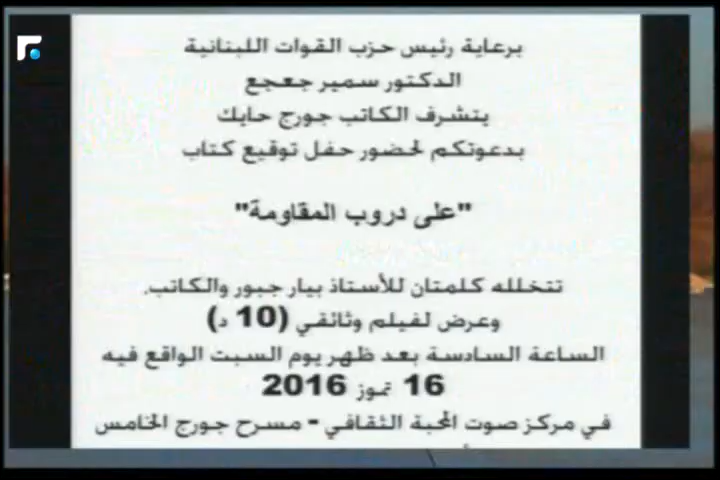 برعاية رئيس حزب القوات اللبنانية
الدكتور سمير جعجع
يتشرف الكاتب جورج حايك
بدعوتكم لحضور حفل توقيع كتاب
"على دروب المقاومة"
تتخلله كلمتان للأستاذ بيار جبور والكاتب.
وعرض لفيلم وثائقي (10 د)
الساعة السادسة بعد ظهر يوم السبت الواقع فيه
16 تموز 2016
في مركز صوت المحبة الثقافي - مسرح جورج الخامس